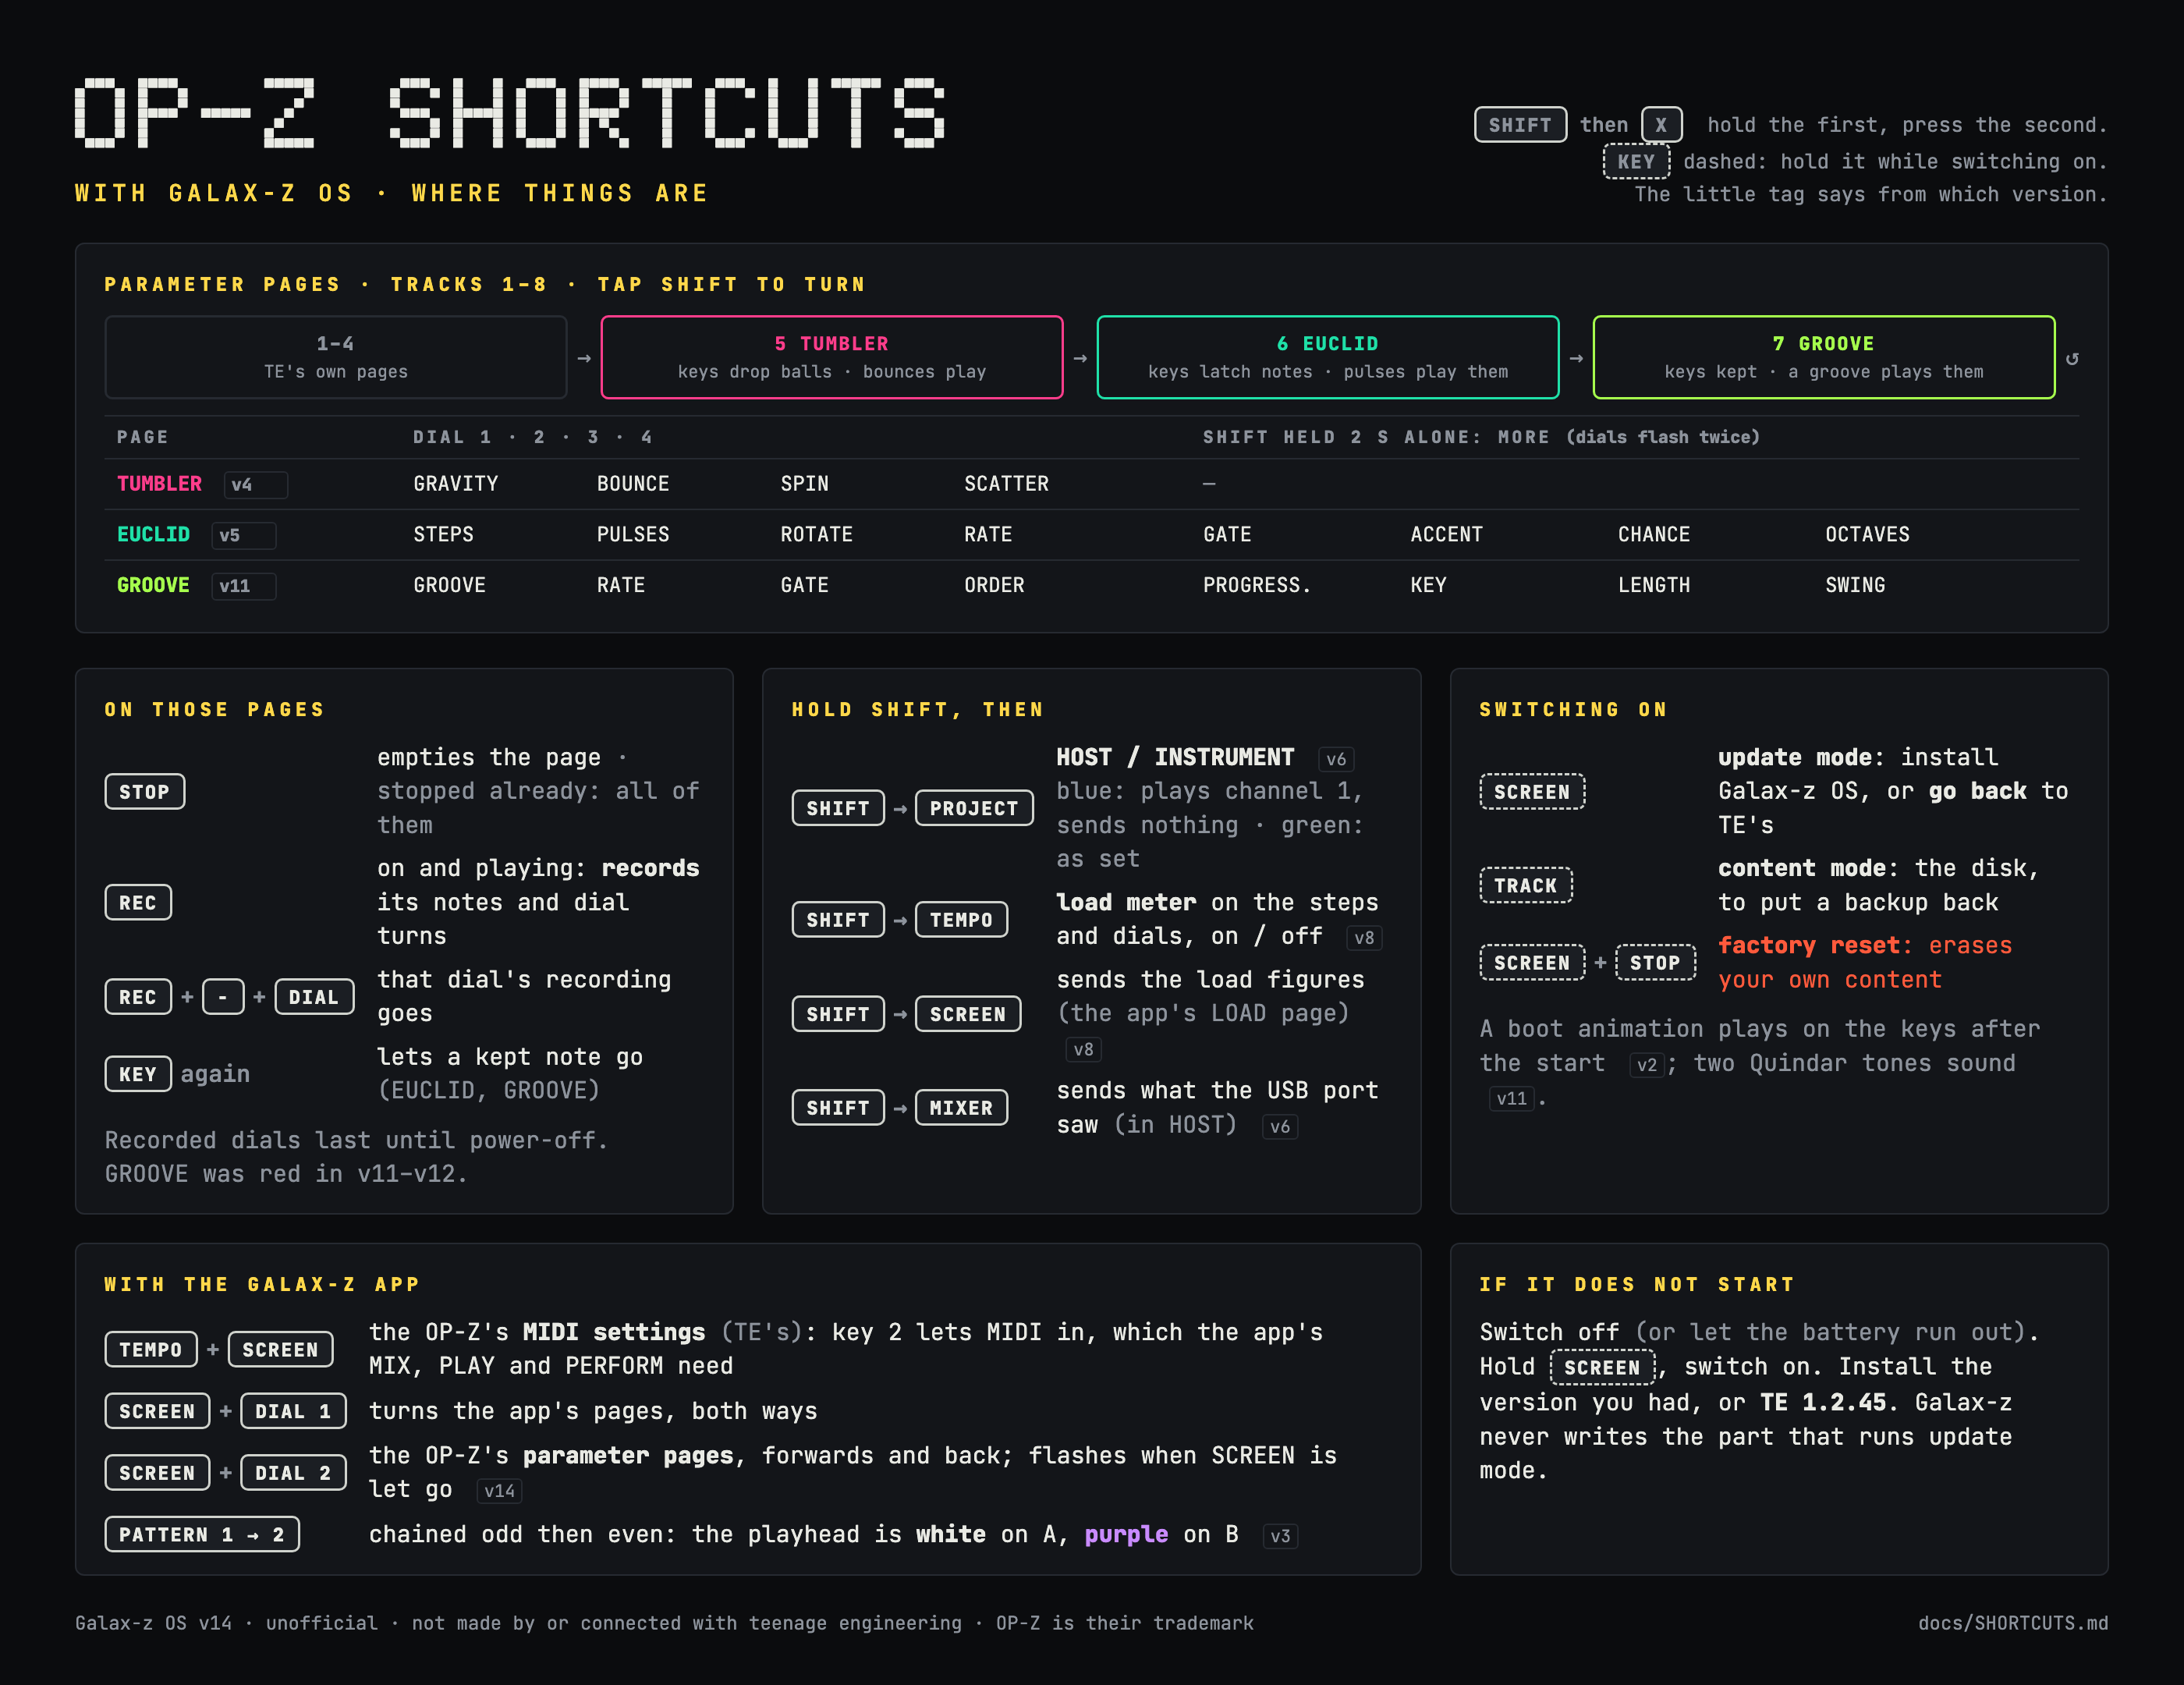 OP-Z SHORTCUTS
WITH GALAX-Z OS · WHERE THINGS ARE
SHIFT then X hold the first, press the second.
KEY dashed: hold it while switching on.
The little tag says from which version.
PARAMETER PAGES · TRACKS 1–8 · TAP SHIFT TO TURN
1–4
TE's own pages
→
5 TUMBLER
keys drop balls · bounces play
→
6 EUCLID
keys latch notes · pulses play them
→
7 GROOVE
keys kept · a groove plays them
↺
PAGE DIAL 1 · 2 · 3 · 4 SHIFT HELD 2 S ALONE: MORE (dials flash twice)
TUMBLER v4 GRAVITY BOUNCE SPIN SCATTER —
EUCLID v5 STEPS PULSES ROTATE RATE GATE ACCENT CHANCE OCTAVES
GROOVE v11 GROOVE RATE GATE ORDER PROGRESS. KEY LENGTH SWING
ON THOSE PAGES
STOP
empties the page ·
stopped already: all of
them
REC
on and playing: records
its notes and dial
turns
REC + - + DIAL
that dial's recording
goes
KEY again
lets a kept note go
(EUCLID, GROOVE)
Recorded dials last until power-off.
GROOVE was red in v11–v12.
HOLD SHIFT, THEN
SHIFT → PROJECT
HOST / INSTRUMENT v6
blue: plays channel 1,
sends nothing · green:
as set
SHIFT → TEMPO
load meter on the steps
and dials, on / off v8
SHIFT → SCREEN
sends the load figures
(the app's LOAD page)
v8
SHIFT → MIXER
sends what the USB port
saw (in HOST) v6
SWITCHING ON
SCREEN
update mode: install
Galax-z OS, or go back to
TE's
TRACK
content mode: the disk,
to put a backup back
SCREEN + STOP
factory reset: erases
your own content
A boot animation plays on the keys after
the start v2; two Quindar tones sound
v11.
WITH THE GALAX-Z APP
TEMPO + SCREEN
the OP-Z's MIDI settings (TE's): key 2 lets MIDI in, which the app's
MIX, PLAY and PERFORM need
SCREEN + DIAL 1
turns the app's pages, both ways
SCREEN + DIAL 2
the OP-Z's parameter pages, forwards and back; flashes when SCREEN is
let go v14
PATTERN 1 → 2
chained odd then even: the playhead is white on A, purple on B v3
IF IT DOES NOT START
Switch off (or let the battery run out).
Hold SCREEN, switch on. Install the
version you had, or TE 1.2.45. Galax-z
never writes the part that runs update
mode.
Galax-z OS v14 · unofficial · not made by or connected with teenage engineering · OP-Z is their trademark
docs/SHORTCUTS.md